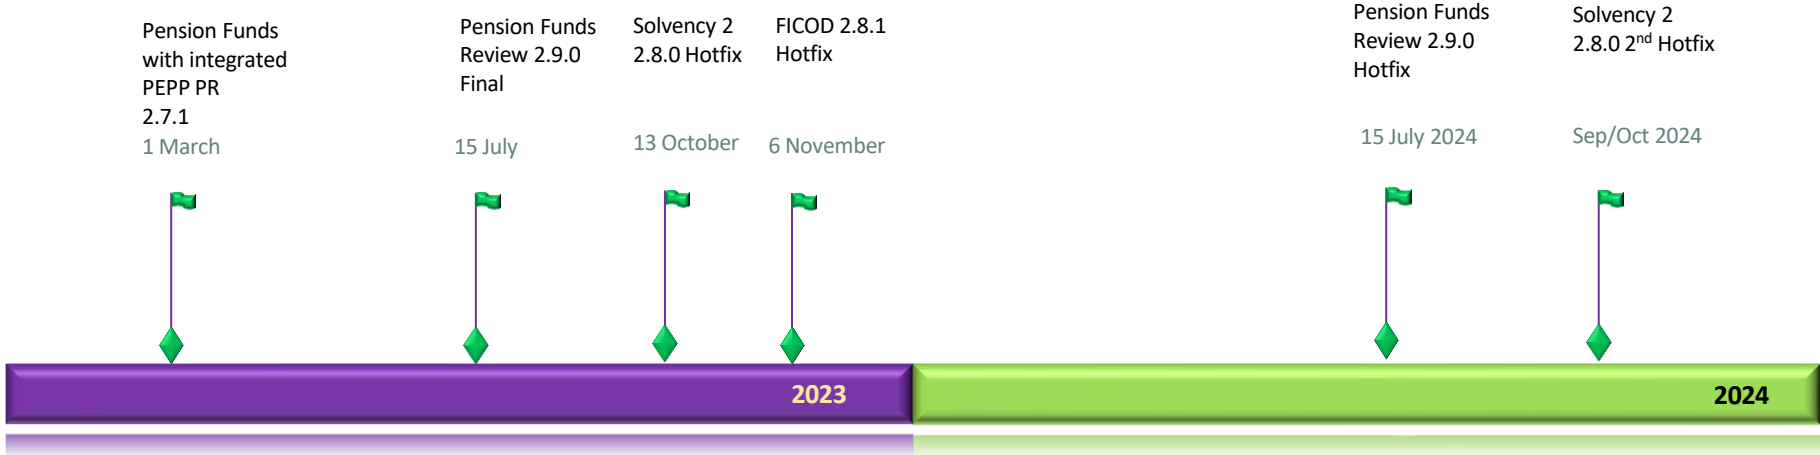 Pension Funds
with integrated
PEPP PR
2.7.1
1 March
Pension Funds
Review 2.9.0
Final
15 July
Solvency 2
2.8.0 Hotfix
13 October
FICOD 2.8.1
Hotfix
6 November
Pension Funds
Review 2.9.0
Hotfix
15 July 2024
Solvency 2
2.8.0 2nd Hotfix
Sep/Oct 2024
2023
2024